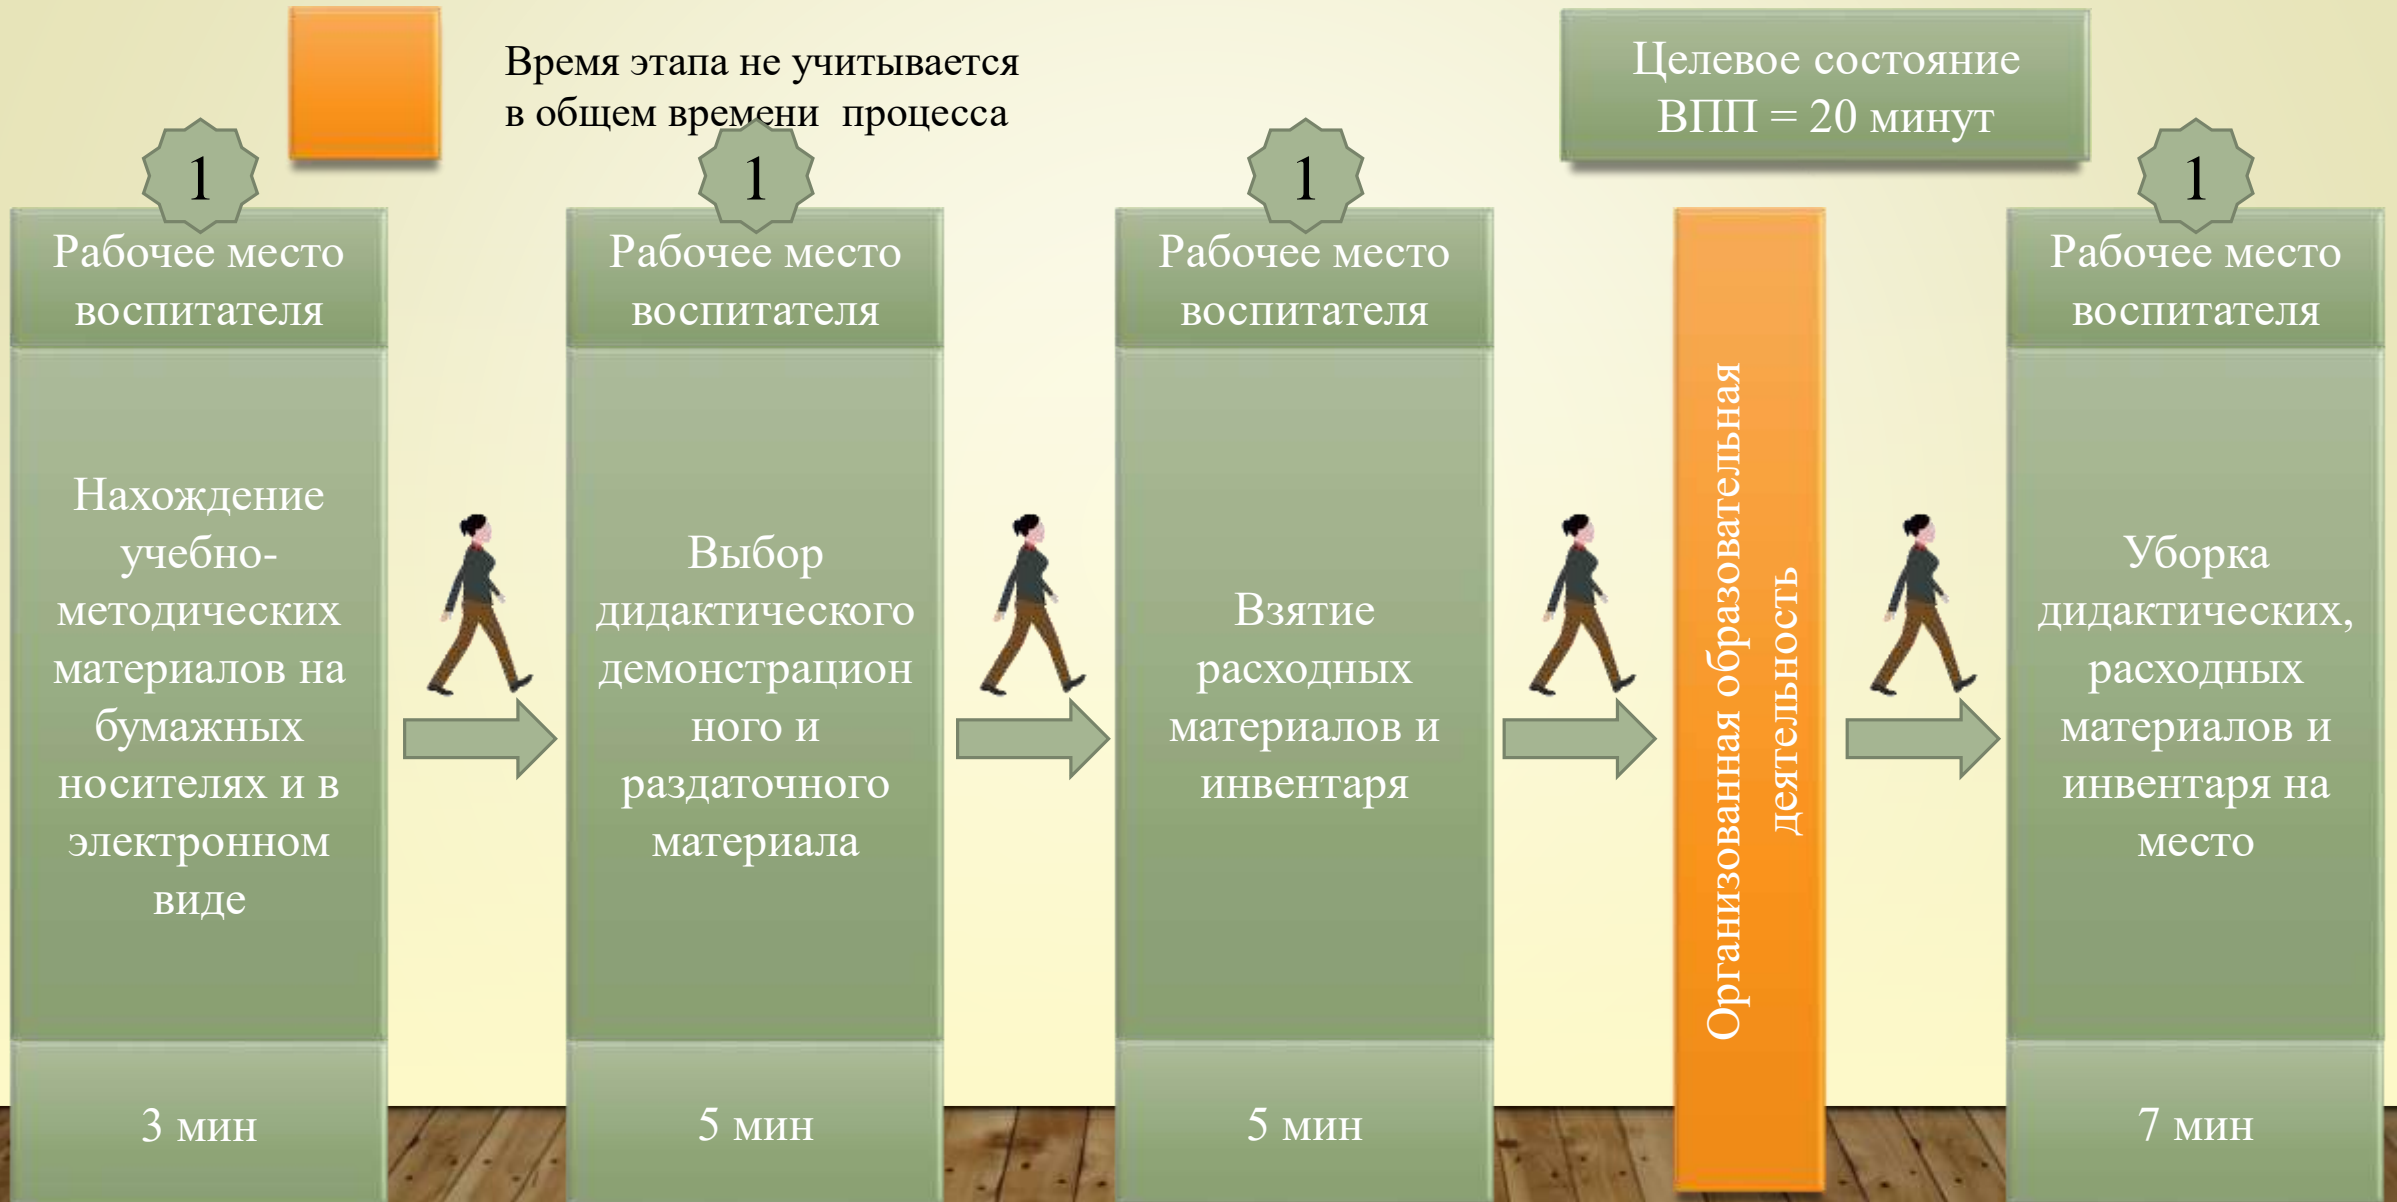 Время этапа не учитывается
в общем времени процесса
Целевое состояние
ВПП = 20 минут
1
Рабочее место
воспитателя
Нахождение
учебно-
методических
материалов на
бумажных
носителях и в
электронном
виде
3 мин
1
Рабочее место
воспитателя
Выбор
дидактического
демонстрацион
ного и
раздаточного
материала
5 мин
1
Рабочее место
воспитателя
Взятие
расходных
материалов и
инвентаря
5 мин
Организованная образовательная
деятельность
1
Рабочее место
воспитателя
Уборка
дидактических,
расходных
материалов и
инвентаря на
место
7 мин